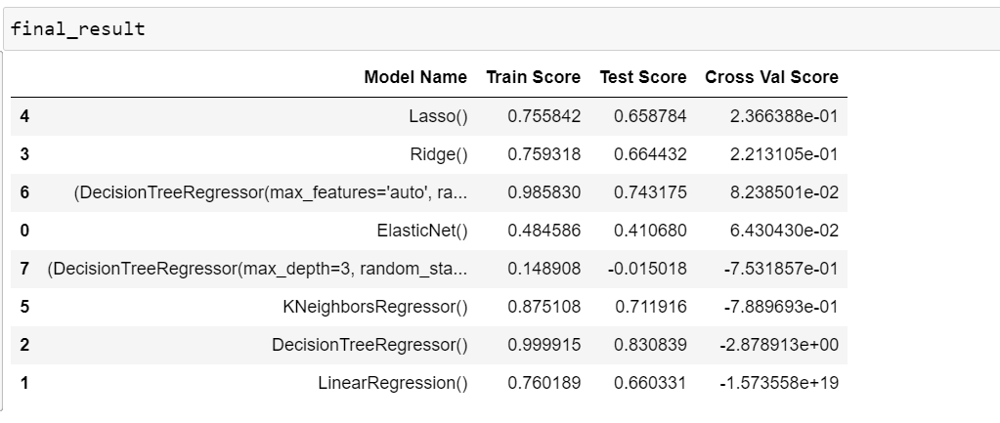 final_result
Model Name Train Score Test Score Cross Val Score
4 Lasso() 0.755842 0.658784 2.366388e-01
3 Ridge() 0.759318 0.664432 2.213105e-01
6 (DecisionTreeRegressor(max_features='auto', ra... 0.985830 0.743175 8.238501e-02
0 ElasticNet() 0.484586 0.410680 6.430430e-02
7 (DecisionTreeRegressor(max_depth=3, random_sta... 0.148908 -0.015018 -7.531857e-01
5 KNeighborsRegressor() 0.875108 0.711916 -7.889693e-01
2 DecisionTreeRegressor() 0.999915 0.830839 -2.878913e+00
1 LinearRegression() 0.760189 0.660331 -1.573558e+19